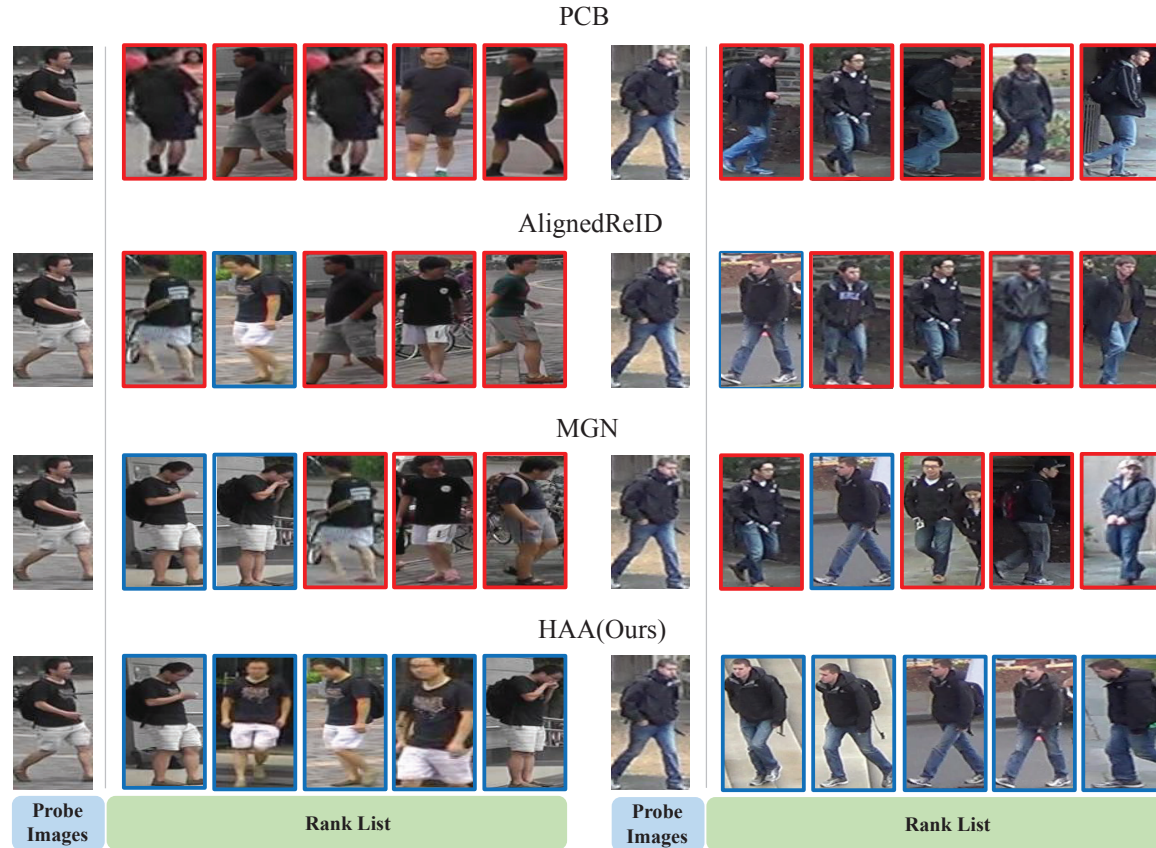 PCB
AlignedReID
MGN
HAA(Ours)
Probe
Images
Rank List
Probe
Images
Rank List